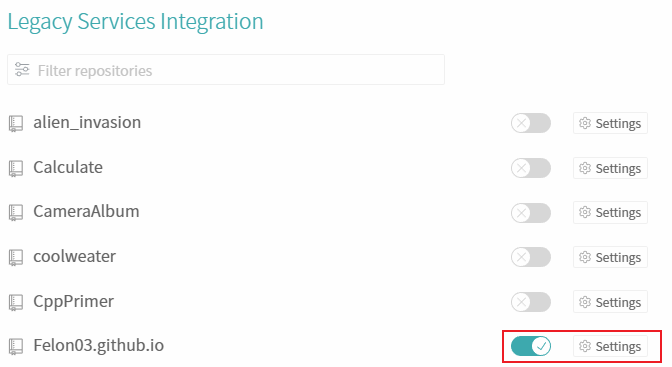 Legacy Services Integration
Filter repositories
alien_invasion Settings
Calculate Settings
CameraAlbum Settings
coolweater Settings
CppPrimer Settings
Felon03.github.io Settings